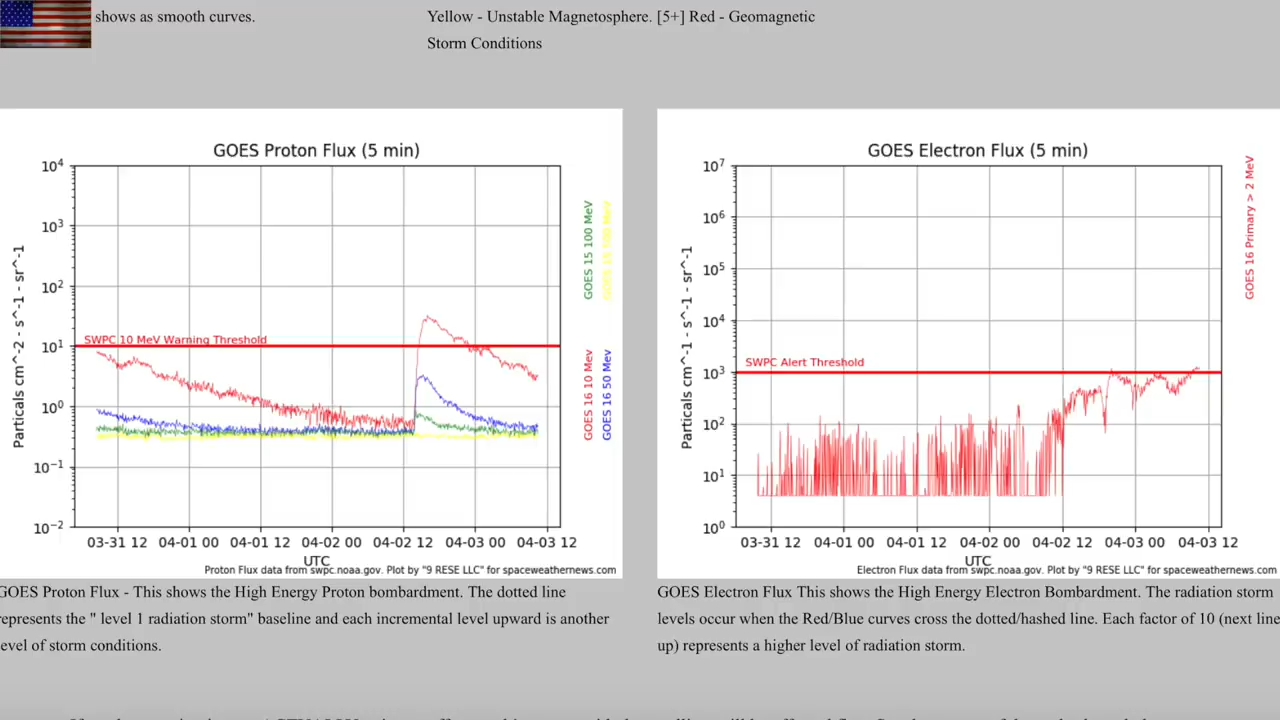 shows as smooth curves.
Yellow - Unstable Magnetosphere. [5+] Red - Geomagnetic
Storm Conditions
GOES Proton Flux (5 min)
10^4
10^3
10^2
10^1
10^0
10^-1
10^-2
Particals cm^-2 - s^-1 - sr^-1
SWPC 10 MeV Warning Threshold
GOES 15 100 MeV
GOES 16 10 Mev
GOES 16 50 Mev
03-31 12 04-01 00 04-01 12 04-02 00 04-02 12 04-03 00 04-03 12
UTC
Proton Flux data from swpc.noaa.gov. Plot by "9 RESE LLC" for spaceweathernews.com
GOES Electron Flux (5 min)
10^7
10^6
10^5
10^4
10^3
10^2
10^1
10^0
Particals cm^-1 - s^-1 - sr^-1
SWPC Alert Threshold
GOES 16 Primary > 2 MeV
03-31 12 04-01 00 04-01 12 04-02 00 04-02 12 04-03 00 04-03 12
UTC
Electron Flux data from swpc.noaa.gov. Plot by "9 RESE LLC" for spaceweathernews.com
GOES Proton Flux - This shows the High Energy Proton bombardment. The dotted line
represents the " level 1 radiation storm" baseline and each incremental level upward is another
level of storm conditions.
GOES Electron Flux This shows the High Energy Electron Bombardment. The radiation storm
levels occur when the Red/Blue curves cross the dotted/hashed line. Each factor of 10 (next line
up) represents a higher level of radiation storm.